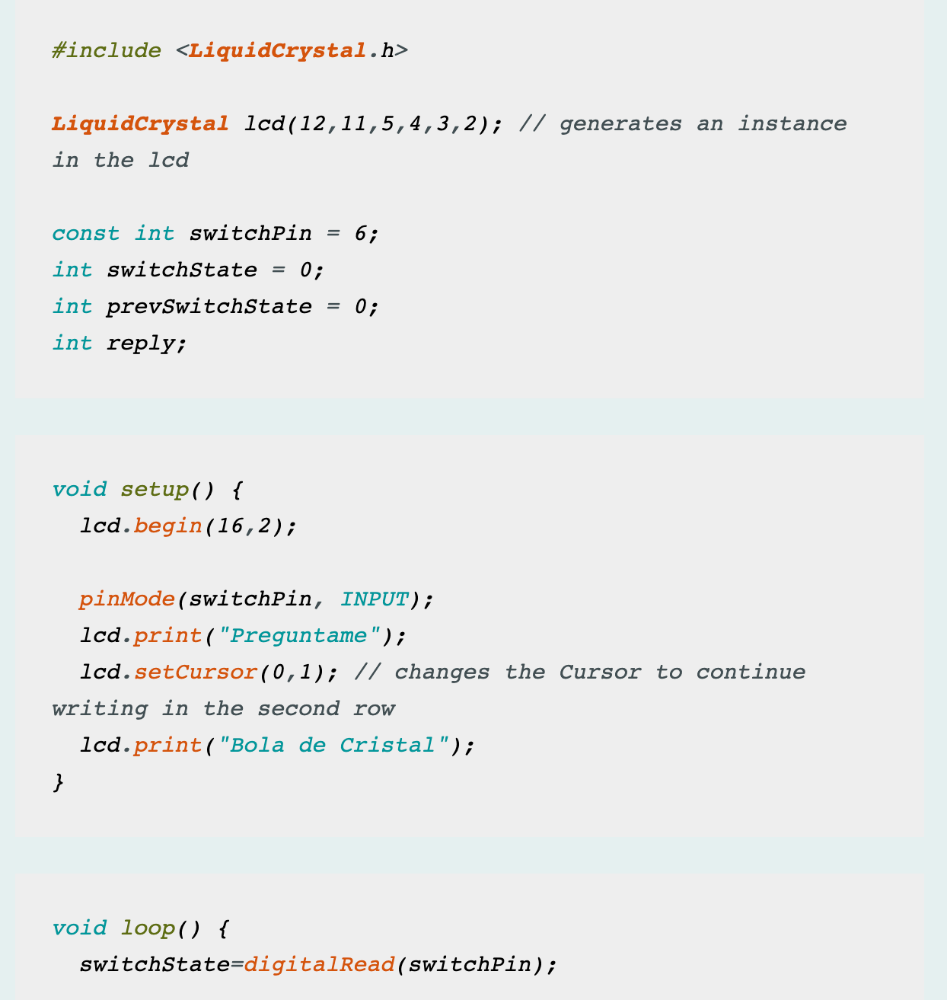 #include <LiquidCrystal.h>
LiquidCrystal lcd(12,11,5,4,3,2); // generates an instance
in the lcd
const int switchPin = 6;
int switchState = 0;
int prevSwitchState = 0;
int reply;
void setup() {
  lcd.begin(16,2);
  pinMode(switchPin, INPUT);
  lcd.print("Preguntame");
  lcd.setCursor(0,1); // changes the Cursor to continue
writing in the second row
  lcd.print("Bola de Cristal");
}
void loop() {
  switchState=digitalRead(switchPin);